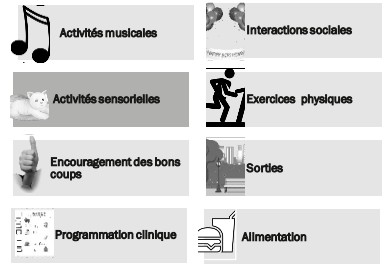 Activités musicales
Interactions sociales
Activités sensorielles
Exercices physiques
Encouragement des bons
coups
Sorties
Programmation clinique
Alimentation